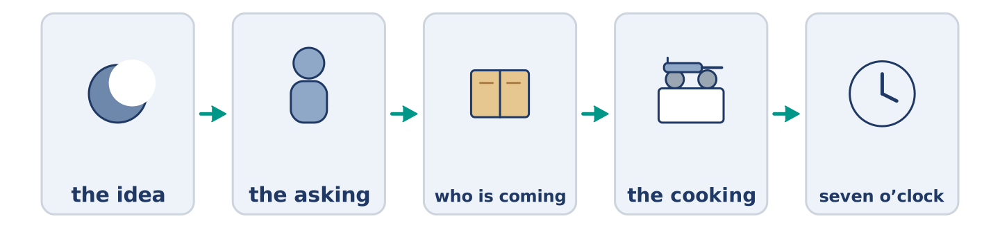 the idea
the asking
who is coming
the cooking
seven o’clock